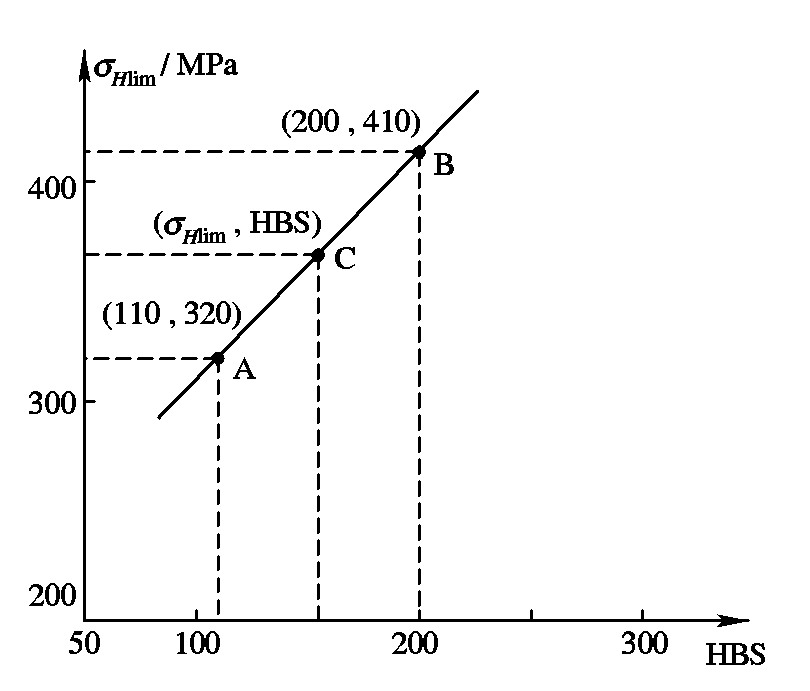 σHlim / MPa
(200 , 410)
B
400
(σHlim , HBS)
C
(110 , 320)
A
300
200
50 100 200 300 HBS